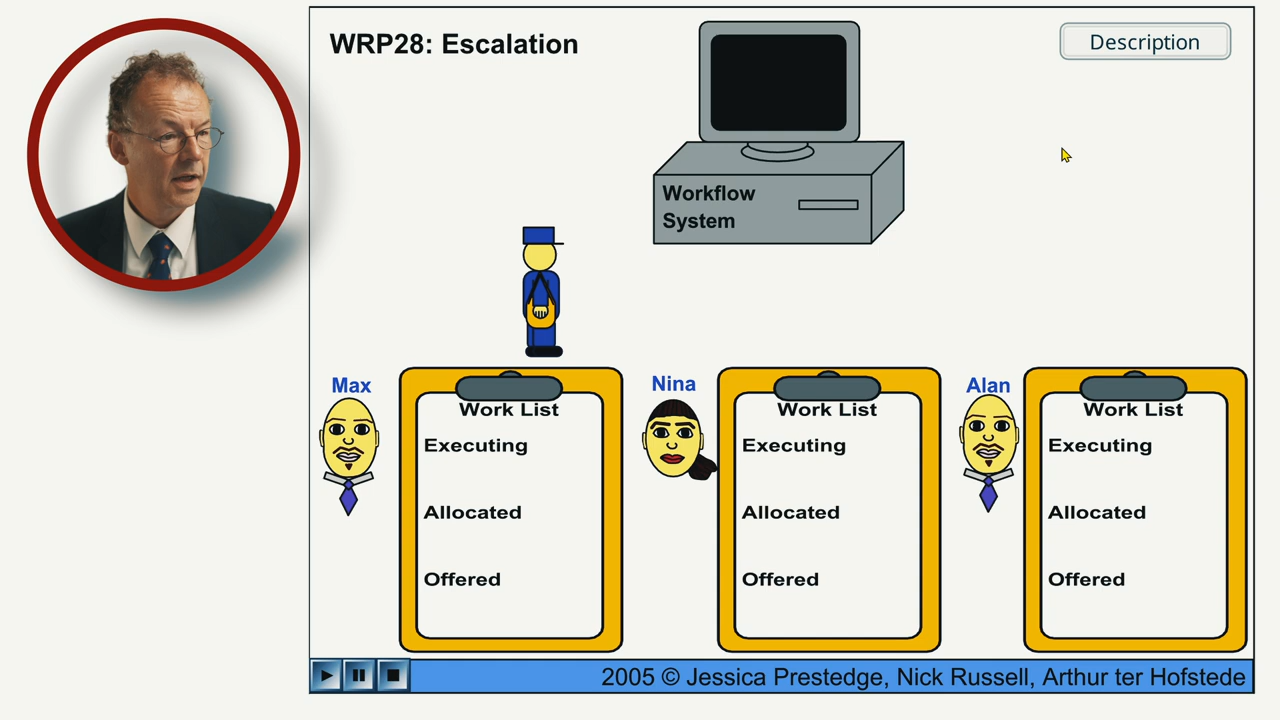 WRP28: Escalation
Description
Workflow
System
Max
Nina
Alan
Work List
Executing
Allocated
Offered
Work List
Executing
Allocated
Offered
Work List
Executing
Allocated
Offered
2005 © Jessica Prestedge, Nick Russell, Arthur ter Hofstede